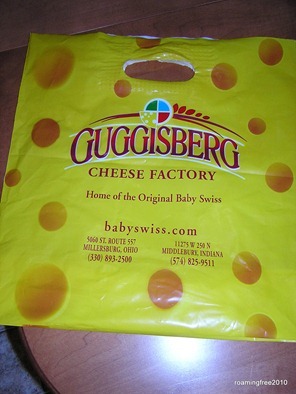 GUGGISBERG
CHEESE FACTORY
Home of the Original Baby Swiss
babyswiss.com
5060 ST. ROUTE 557
MILLERSBURG, OHIO
(330) 893-2500
11275 W 250 N
MIDDLEBURY, INDIANA
(574) 825-9511
roamingfree2010